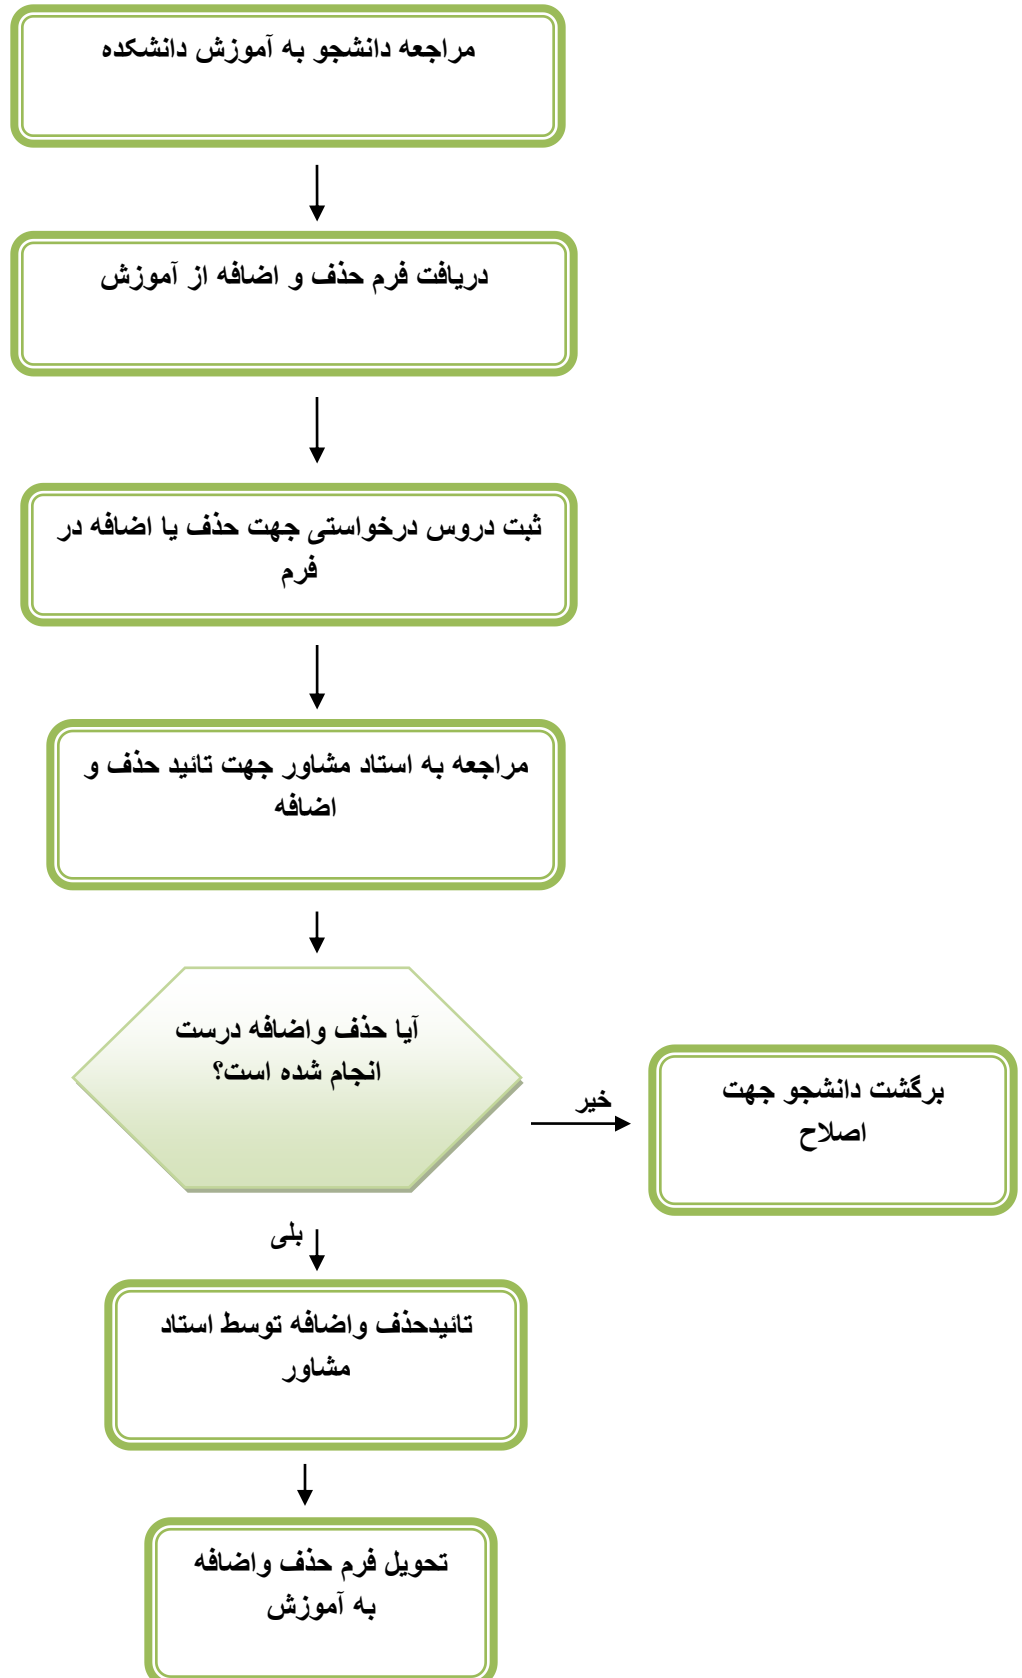 مراجعه دانشجو به آموزش دانشکده
دریافت فرم حذف و اضافه از آموزش
ثبت دروس درخواستی جهت حذف یا اضافه در
فرم
مراجعه به استاد مشاور جهت تائید حذف و
اضافه
آیا حذف واضافه درست
انجام شده است؟
خیر
برگشت دانشجو جهت
اصلاح
بلی
تائیدحذف واضافه توسط استاد
مشاور
تحویل فرم حذف واضافه
به آموزش